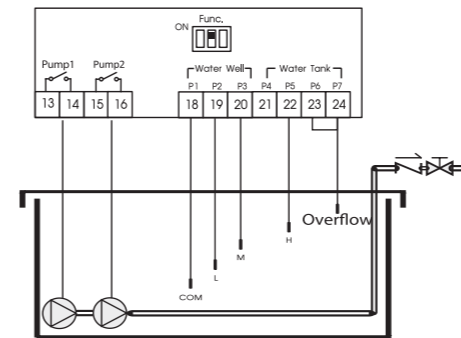 Func.
ON
Pump1 Pump2
Water Well Water Tank
P1 P2 P3 P4 P5 P6 P7
13 14 15 16 18 19 20 21 22 23 24
Overflow
H
M
L
COM